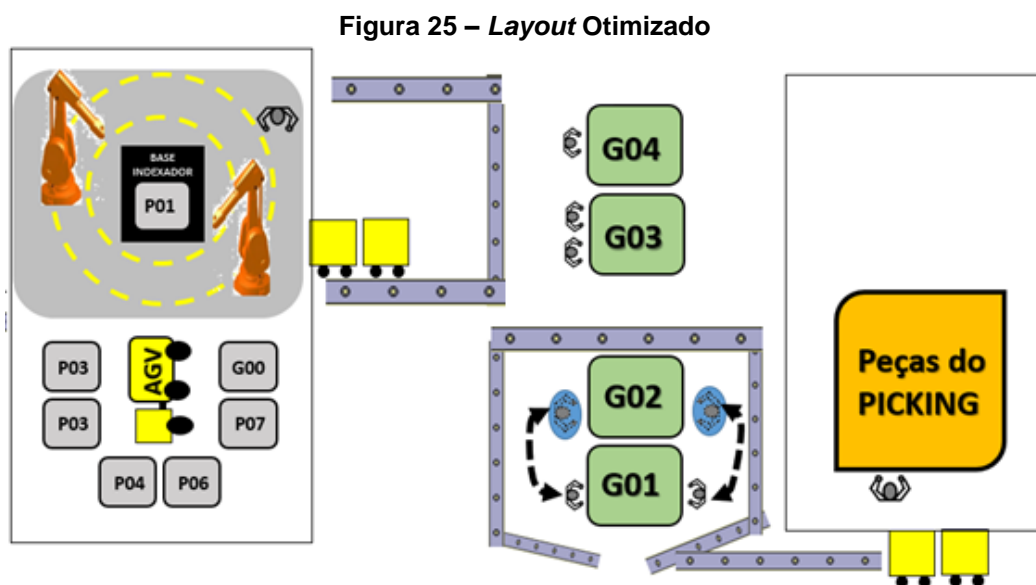 Figura 25 – Layout Otimizado
BASE
INDEXADOR
P01
P03
AGV
G00
P03
P07
P04
P06
G04
G03
G02
G01
Peças do
PICKING